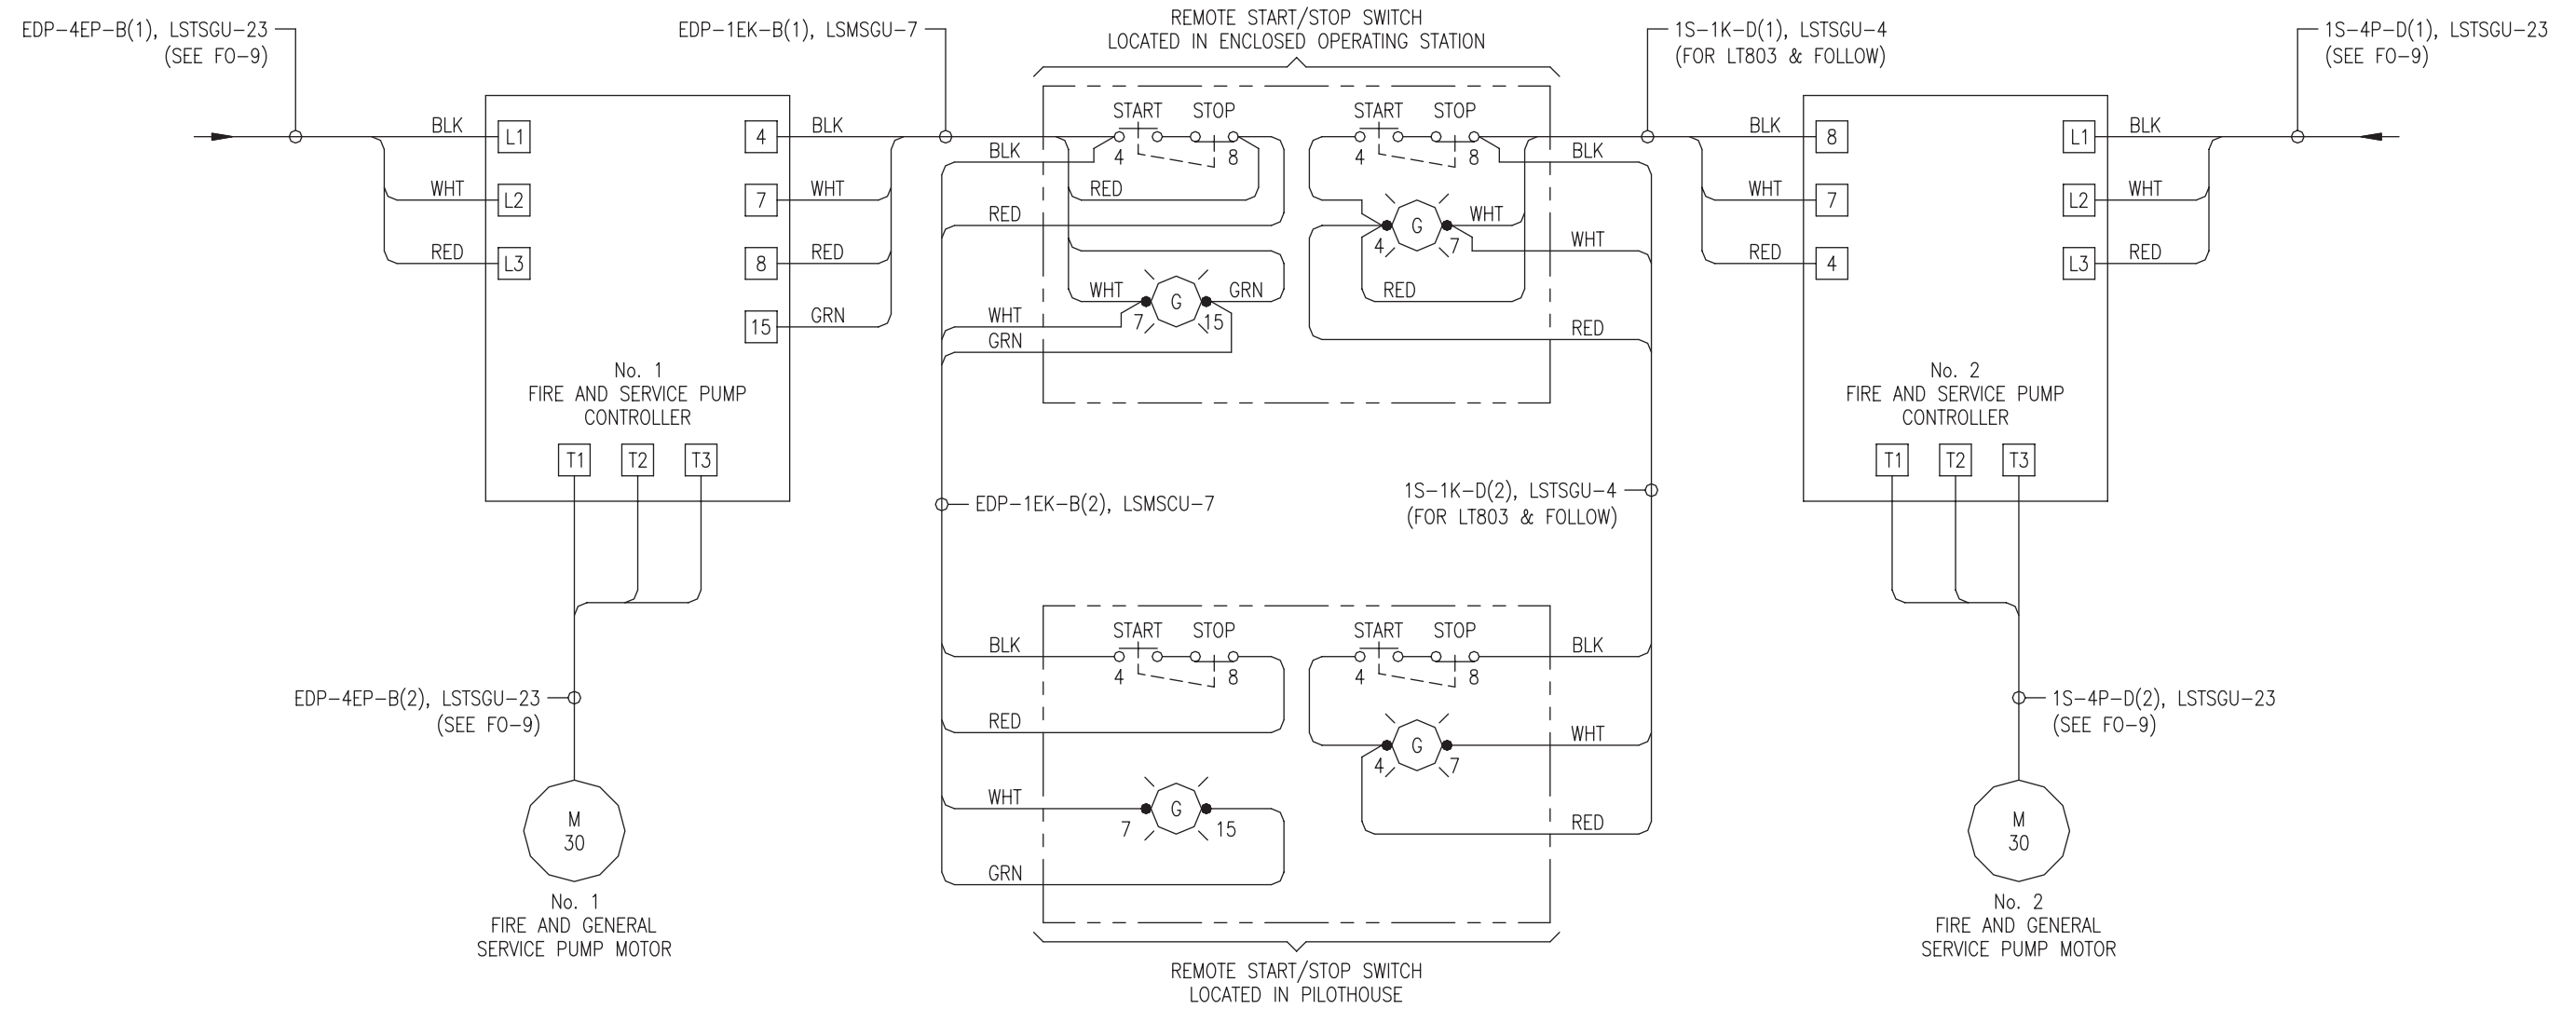 EDP-4EP-B(1), LSTSGU-23
(SEE FO-9)
EDP-1EK-B(1), LSMSGU-7
REMOTE START/STOP SWITCH
LOCATED IN ENCLOSED OPERATING STATION
1S-1K-D(1), LSTSGU-4
(FOR LT803 & FOLLOW)
1S-4P-D(1), LSTSGU-23
(SEE FO-9)
BLK
L1
WHT
L2
RED
L3
4
BLK
7
WHT
8
RED
15
GRN
No. 1
FIRE AND SERVICE PUMP
CONTROLLER
T1
T2
T3
START
STOP
4
8
BLK
RED
RED
WHT
G
GRN
7
15
WHT
GRN
START
STOP
4
8
BLK
G
WHT
4
7
WHT
RED
RED
BLK
8
WHT
7
RED
4
L1
BLK
L2
WHT
L3
RED
No. 2
FIRE AND SERVICE PUMP
CONTROLLER
T1
T2
T3
EDP-1EK-B(2), LSMSCU-7
1S-1K-D(2), LSTSGU-4
(FOR LT803 & FOLLOW)
BLK
START
STOP
4
8
RED
WHT
G
7
15
GRN
START
STOP
BLK
4
8
G
WHT
4
7
RED
EDP-4EP-B(2), LSTSGU-23
(SEE FO-9)
M
30
No. 1
FIRE AND GENERAL
SERVICE PUMP MOTOR
1S-4P-D(2), LSTSGU-23
(SEE FO-9)
M
30
No. 2
FIRE AND GENERAL
SERVICE PUMP MOTOR
REMOTE START/STOP SWITCH
LOCATED IN PILOTHOUSE